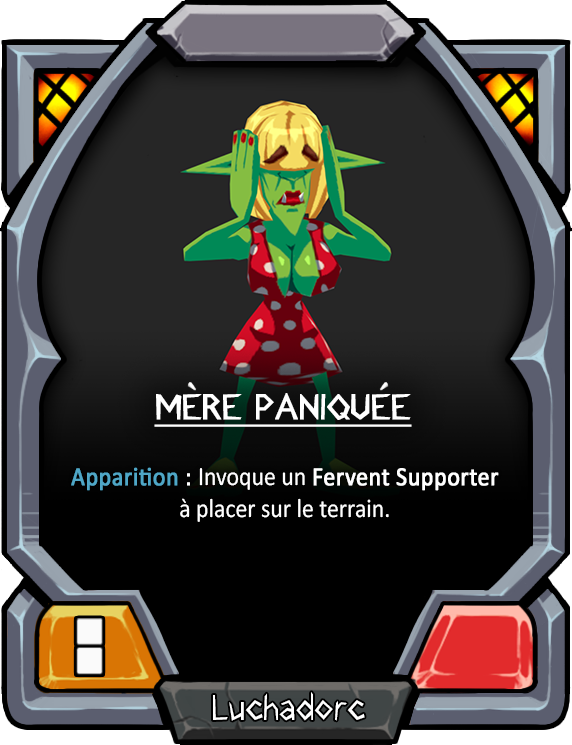 MÈRE PANIQUÉE
Apparition : Invoque un Fervent Supporter
à placer sur le terrain.
Luchadorc